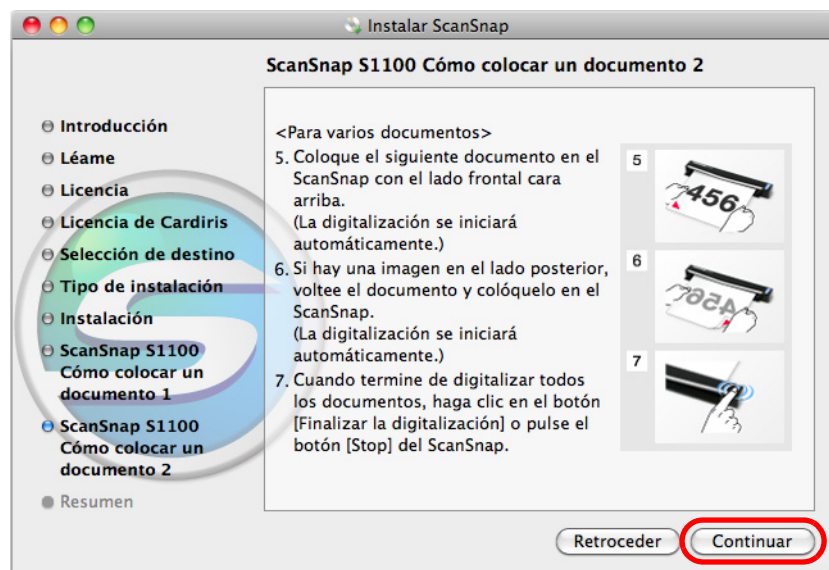 Instalar ScanSnap
ScanSnap S1100 Cómo colocar un documento 2
Introducción
Léame
Licencia
Licencia de Cardiris
Selección de destino
Tipo de instalación
Instalación
ScanSnap S1100
Cómo colocar un
documento 1
ScanSnap S1100
Cómo colocar un
documento 2
Resumen
<Para varios documentos>
5. Coloque el siguiente documento en el
ScanSnap con el lado frontal cara
arriba.
(La digitalización se iniciará
automáticamente.)
6. Si hay una imagen en el lado posterior,
voltee el documento y colóquelo en el
ScanSnap.
(La digitalización se iniciará
automáticamente.)
7. Cuando termine de digitalizar todos
los documentos, haga clic en el botón
[Finalizar la digitalización] o pulse el
botón [Stop] del ScanSnap.
5
456
6
456
7
Retroceder
Continuar